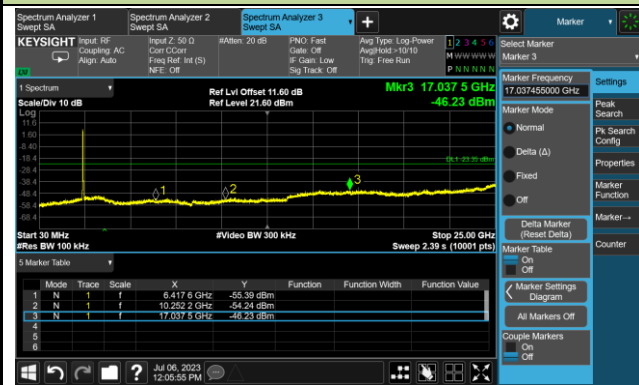 Spectrum Analyzer 1
Swept SA
Spectrum Analyzer 2
Swept SA
Spectrum Analyzer 3
Swept SA
Marker
KEYSIGHT
Input: RF
Coupling: AC
Align: Auto
Input Z: 50 Ω
Corr CCorr
Freq Ref: Int (S)
NFE: Off
#Atten: 20 dB
PNO: Fast
Gate: Off
IF Gain: Low
Sig Track: Off
Avg Type: Log-Power
Avg|Hold:>10/10
Trig: Free Run
1 2 3 4 5 6
M W W W W W
P N N N N N
LXI
Select Marker
Marker 3
1 Spectrum
Scale/Div 10 dB
Log
Ref Lvl Offset 11.60 dB
Ref Level 21.60 dBm
Mkr3 17.037 5 GHz
-46.23 dBm
11.6
1.60
-8.40
-18.4
-28.4
-38.4
-48.4
-58.4
-68.4
DL1 -23.35 dBm
1
2
3
Start 30 MHz
#Res BW 100 kHz
#Video BW 300 kHz
Stop 25.00 GHz
Sweep 2.39 s (10001 pts)
5 Marker Table
Mode Trace Scale X Y Function Function Width Function Value
1 N 1 f 6.417 6 GHz -55.39 dBm
2 N 1 f 10.252 2 GHz -54.24 dBm
3 N 1 f 17.037 5 GHz -46.23 dBm
4
5
6
Marker Frequency
17.037455000 GHz
Marker Mode
Normal
Delta (Δ)
Fixed
Off
Delta Marker
(Reset Delta)
Marker Table
On
Off
Marker Settings
Diagram
All Markers Off
Couple Markers
On
Off
Settings
Peak
Search
Pk Search
Config
Properties
Marker
Function
Marker→
Counter
Jul 06, 2023
12:05:55 PM